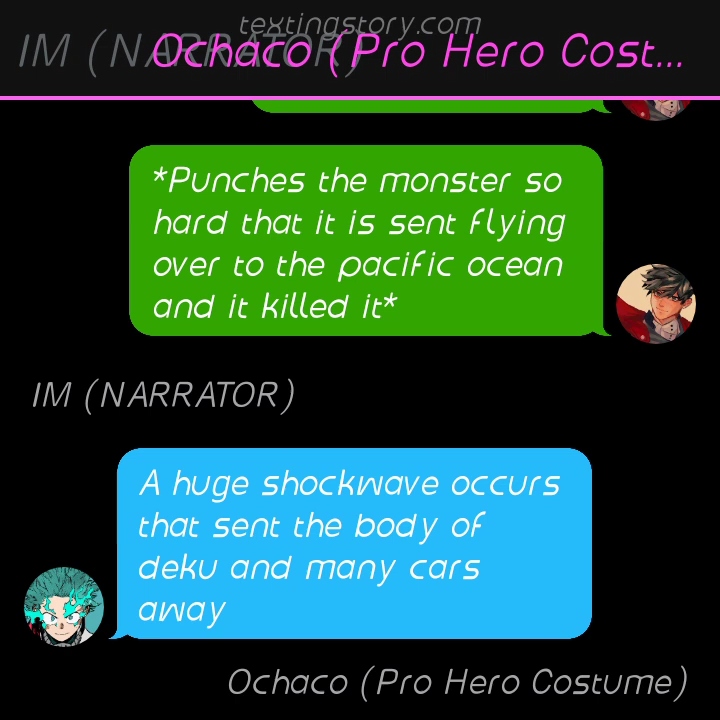 textingstory.com
IM (NARRATOR)
Ochaco (Pro Hero Cost...
*Punches the monster so
hard that it is sent flying
over to the pacific ocean
and it killed it*
IM (NARRATOR)
A huge shockwave occurs
that sent the body of
deku and many cars
away
Ochaco (Pro Hero Costume)